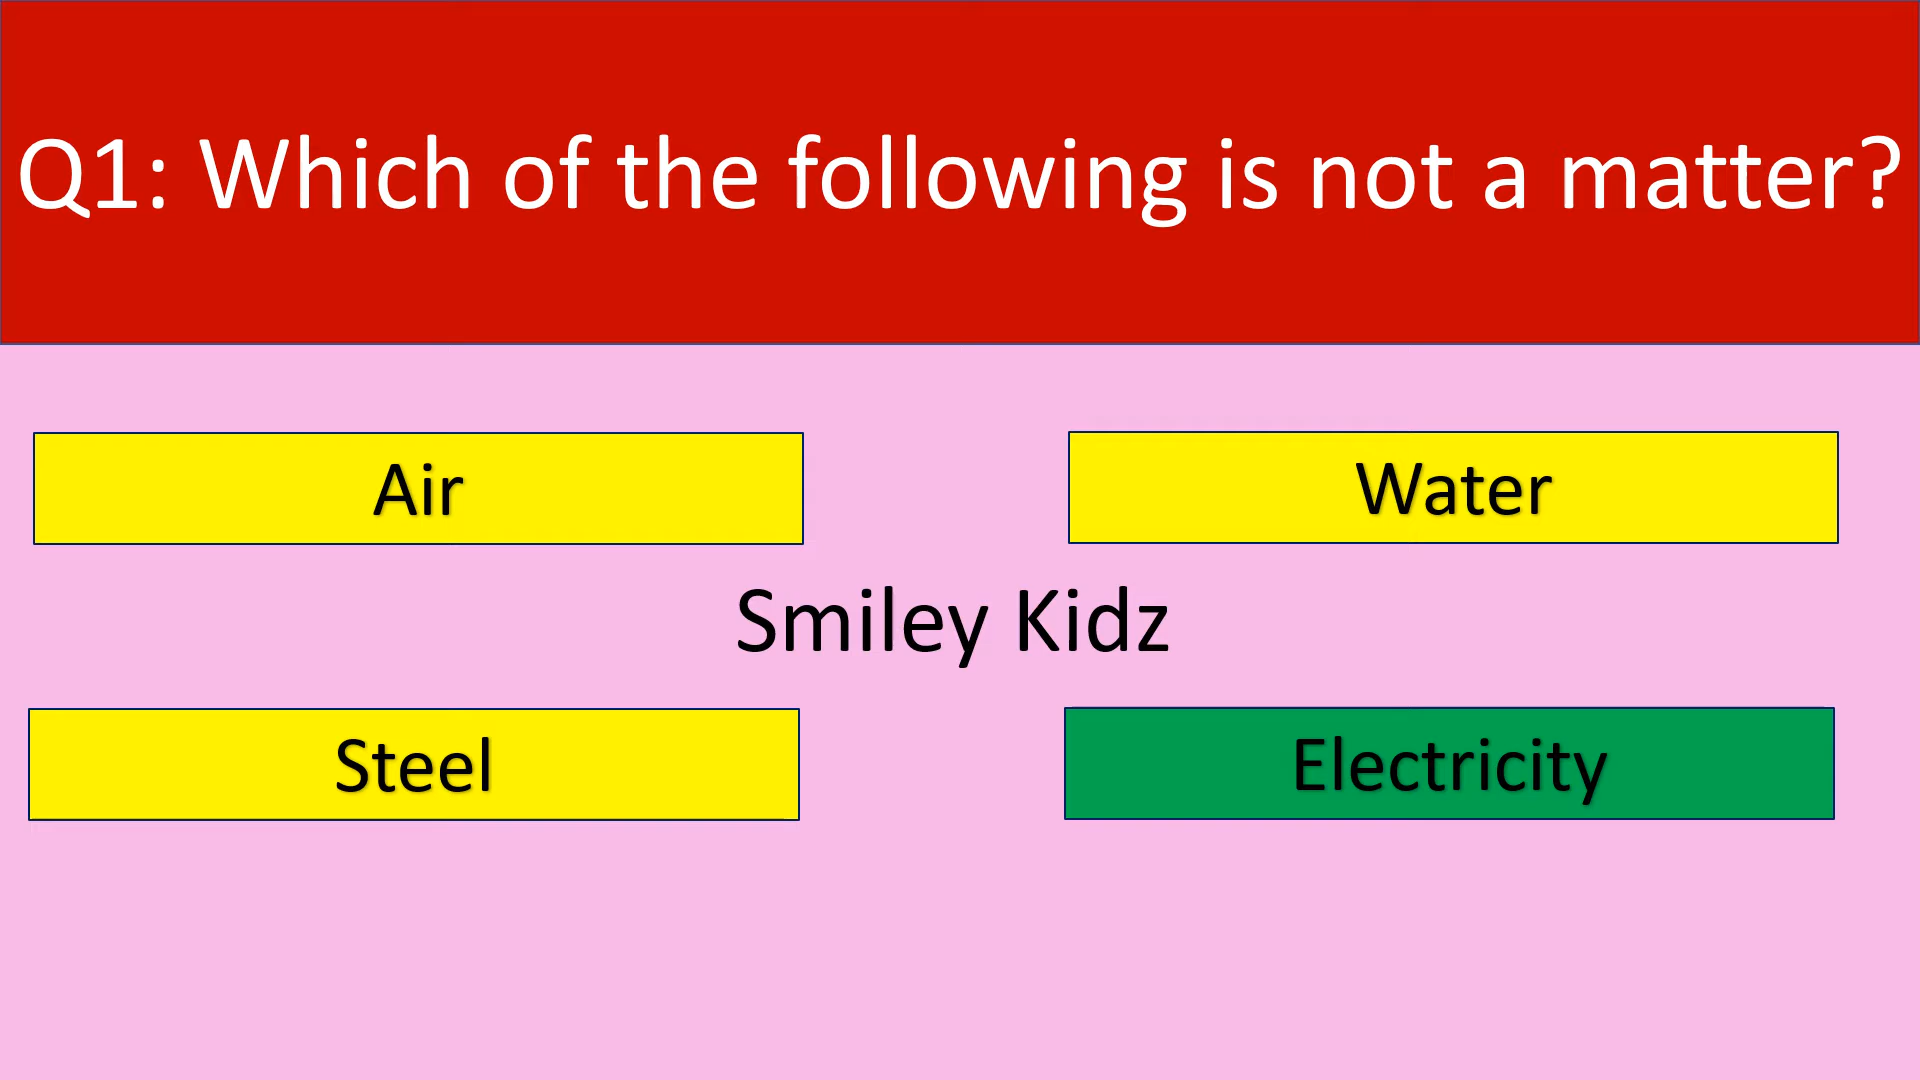 Q1: Which of the following is not a matter?
Air
Water
Smiley Kidz
Steel
Electricity